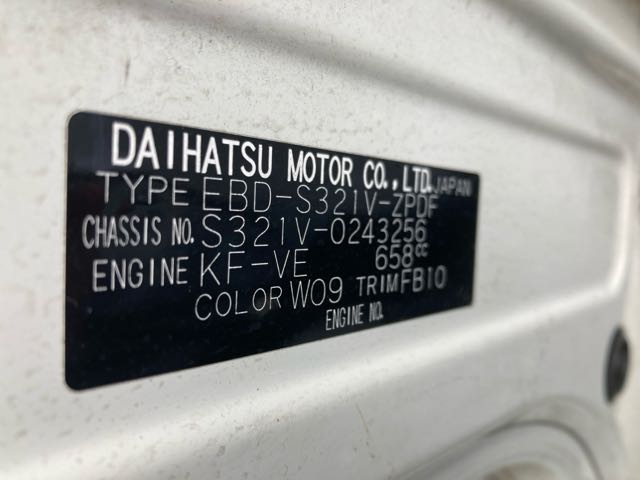 DAIHATSU MOTOR CO.,LTD. JAPAN
TYPE EBD-S321V-ZPDF
CHASSIS NO. S321V-0243256
ENGINE KF-VE 658cc
COLOR W09 TRIM FB10
ENGINE NO.